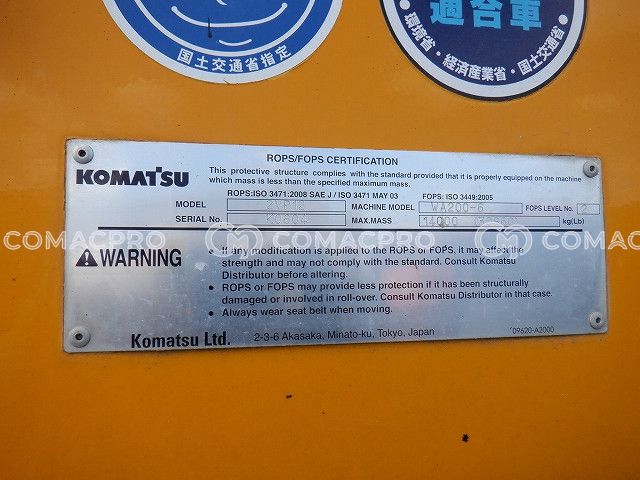 国土交通省指定
適合車
・環境省・経済産業省・国土交通省・
ROPS/FOPS CERTIFICATION
KOMATSU
This protective structure complies with the standard provided that it is properly equipped on the machine
which mass is less than the specified maximum mass.
ROPS:ISO 3471:2008 SAE J / ISO 3471 MAY 03 FOPS: ISO 3449:2005
MODEL MACHINE MODEL WA200-6 FOPS LEVEL No. 2
SERIAL No. MAX.MASS 14000 kg(Lb)
COMACPRO COMACPRO COMACPRO COMACPRO
WARNING
• If any modification is applied to the ROPS or FOPS, it may affect the
strength and may not comply with the standard. Consult Komatsu
Distributor before altering.
• ROPS or FOPS may provide less protection if it has been structurally
damaged or involved in roll-over. Consult Komatsu Distributor in that case.
• Always wear seat belt when moving.
Komatsu Ltd. 2-3-6 Akasaka, Minato-ku, Tokyo, Japan
09620-A2000